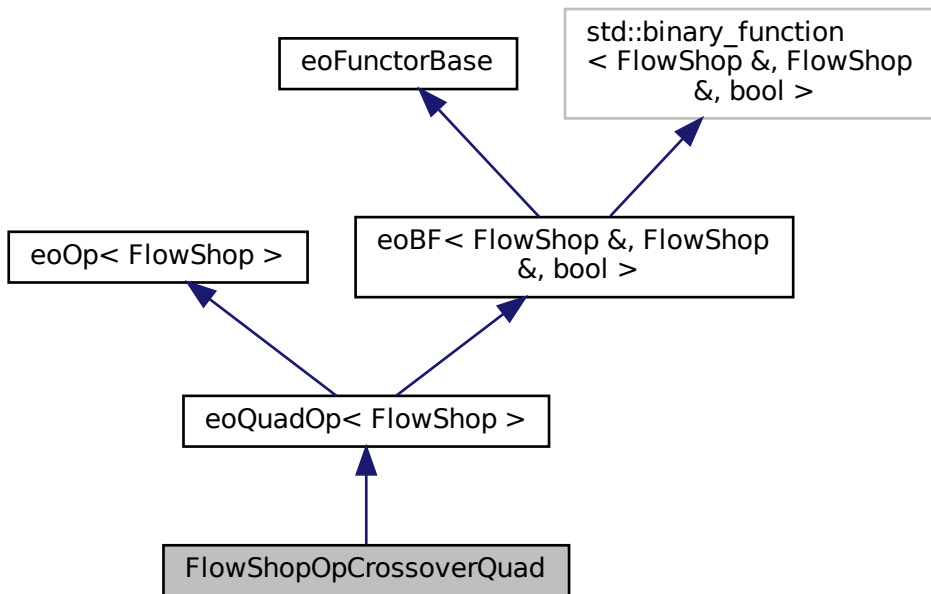 std::binary_function
< FlowShop &, FlowShop
&, bool >
eoFunctorBase
eoOp< FlowShop >
eoBF< FlowShop &, FlowShop
&, bool >
eoQuadOp< FlowShop >
FlowShopOpCrossoverQuad